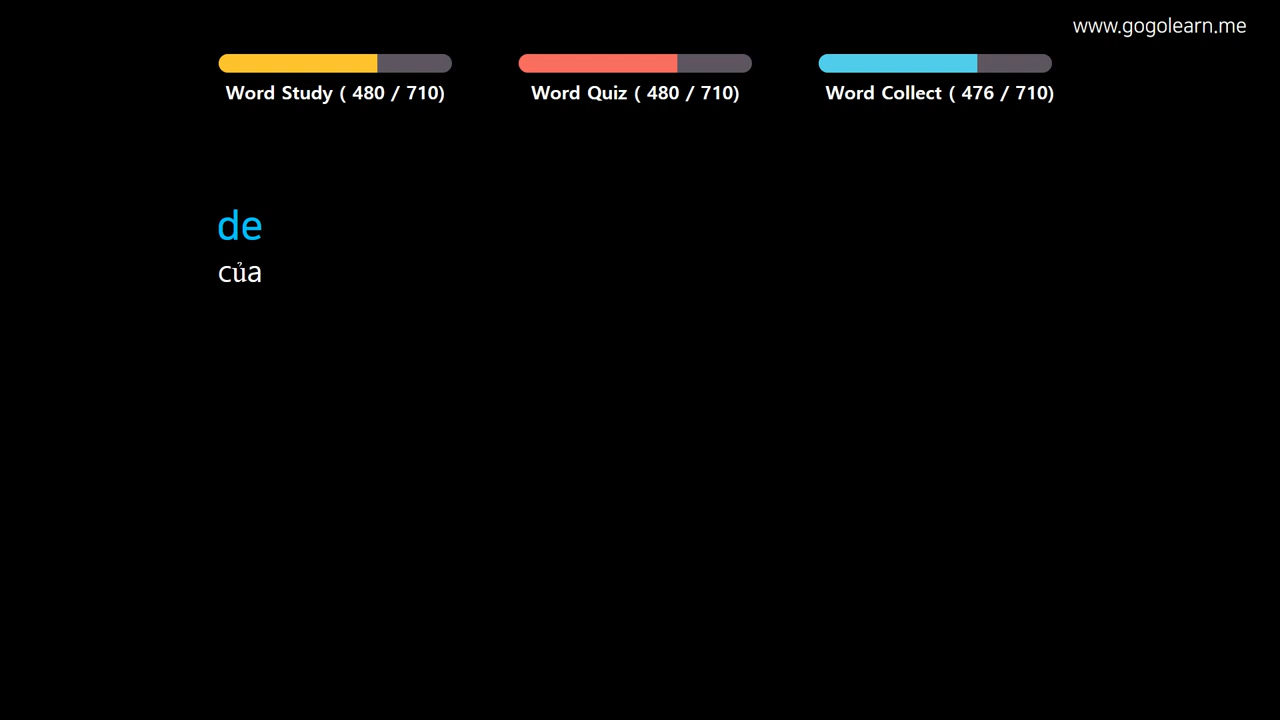 www.gogolearn.me
Word Study ( 480 / 710)
Word Quiz ( 480 / 710)
Word Collect ( 476 / 710)
de
của